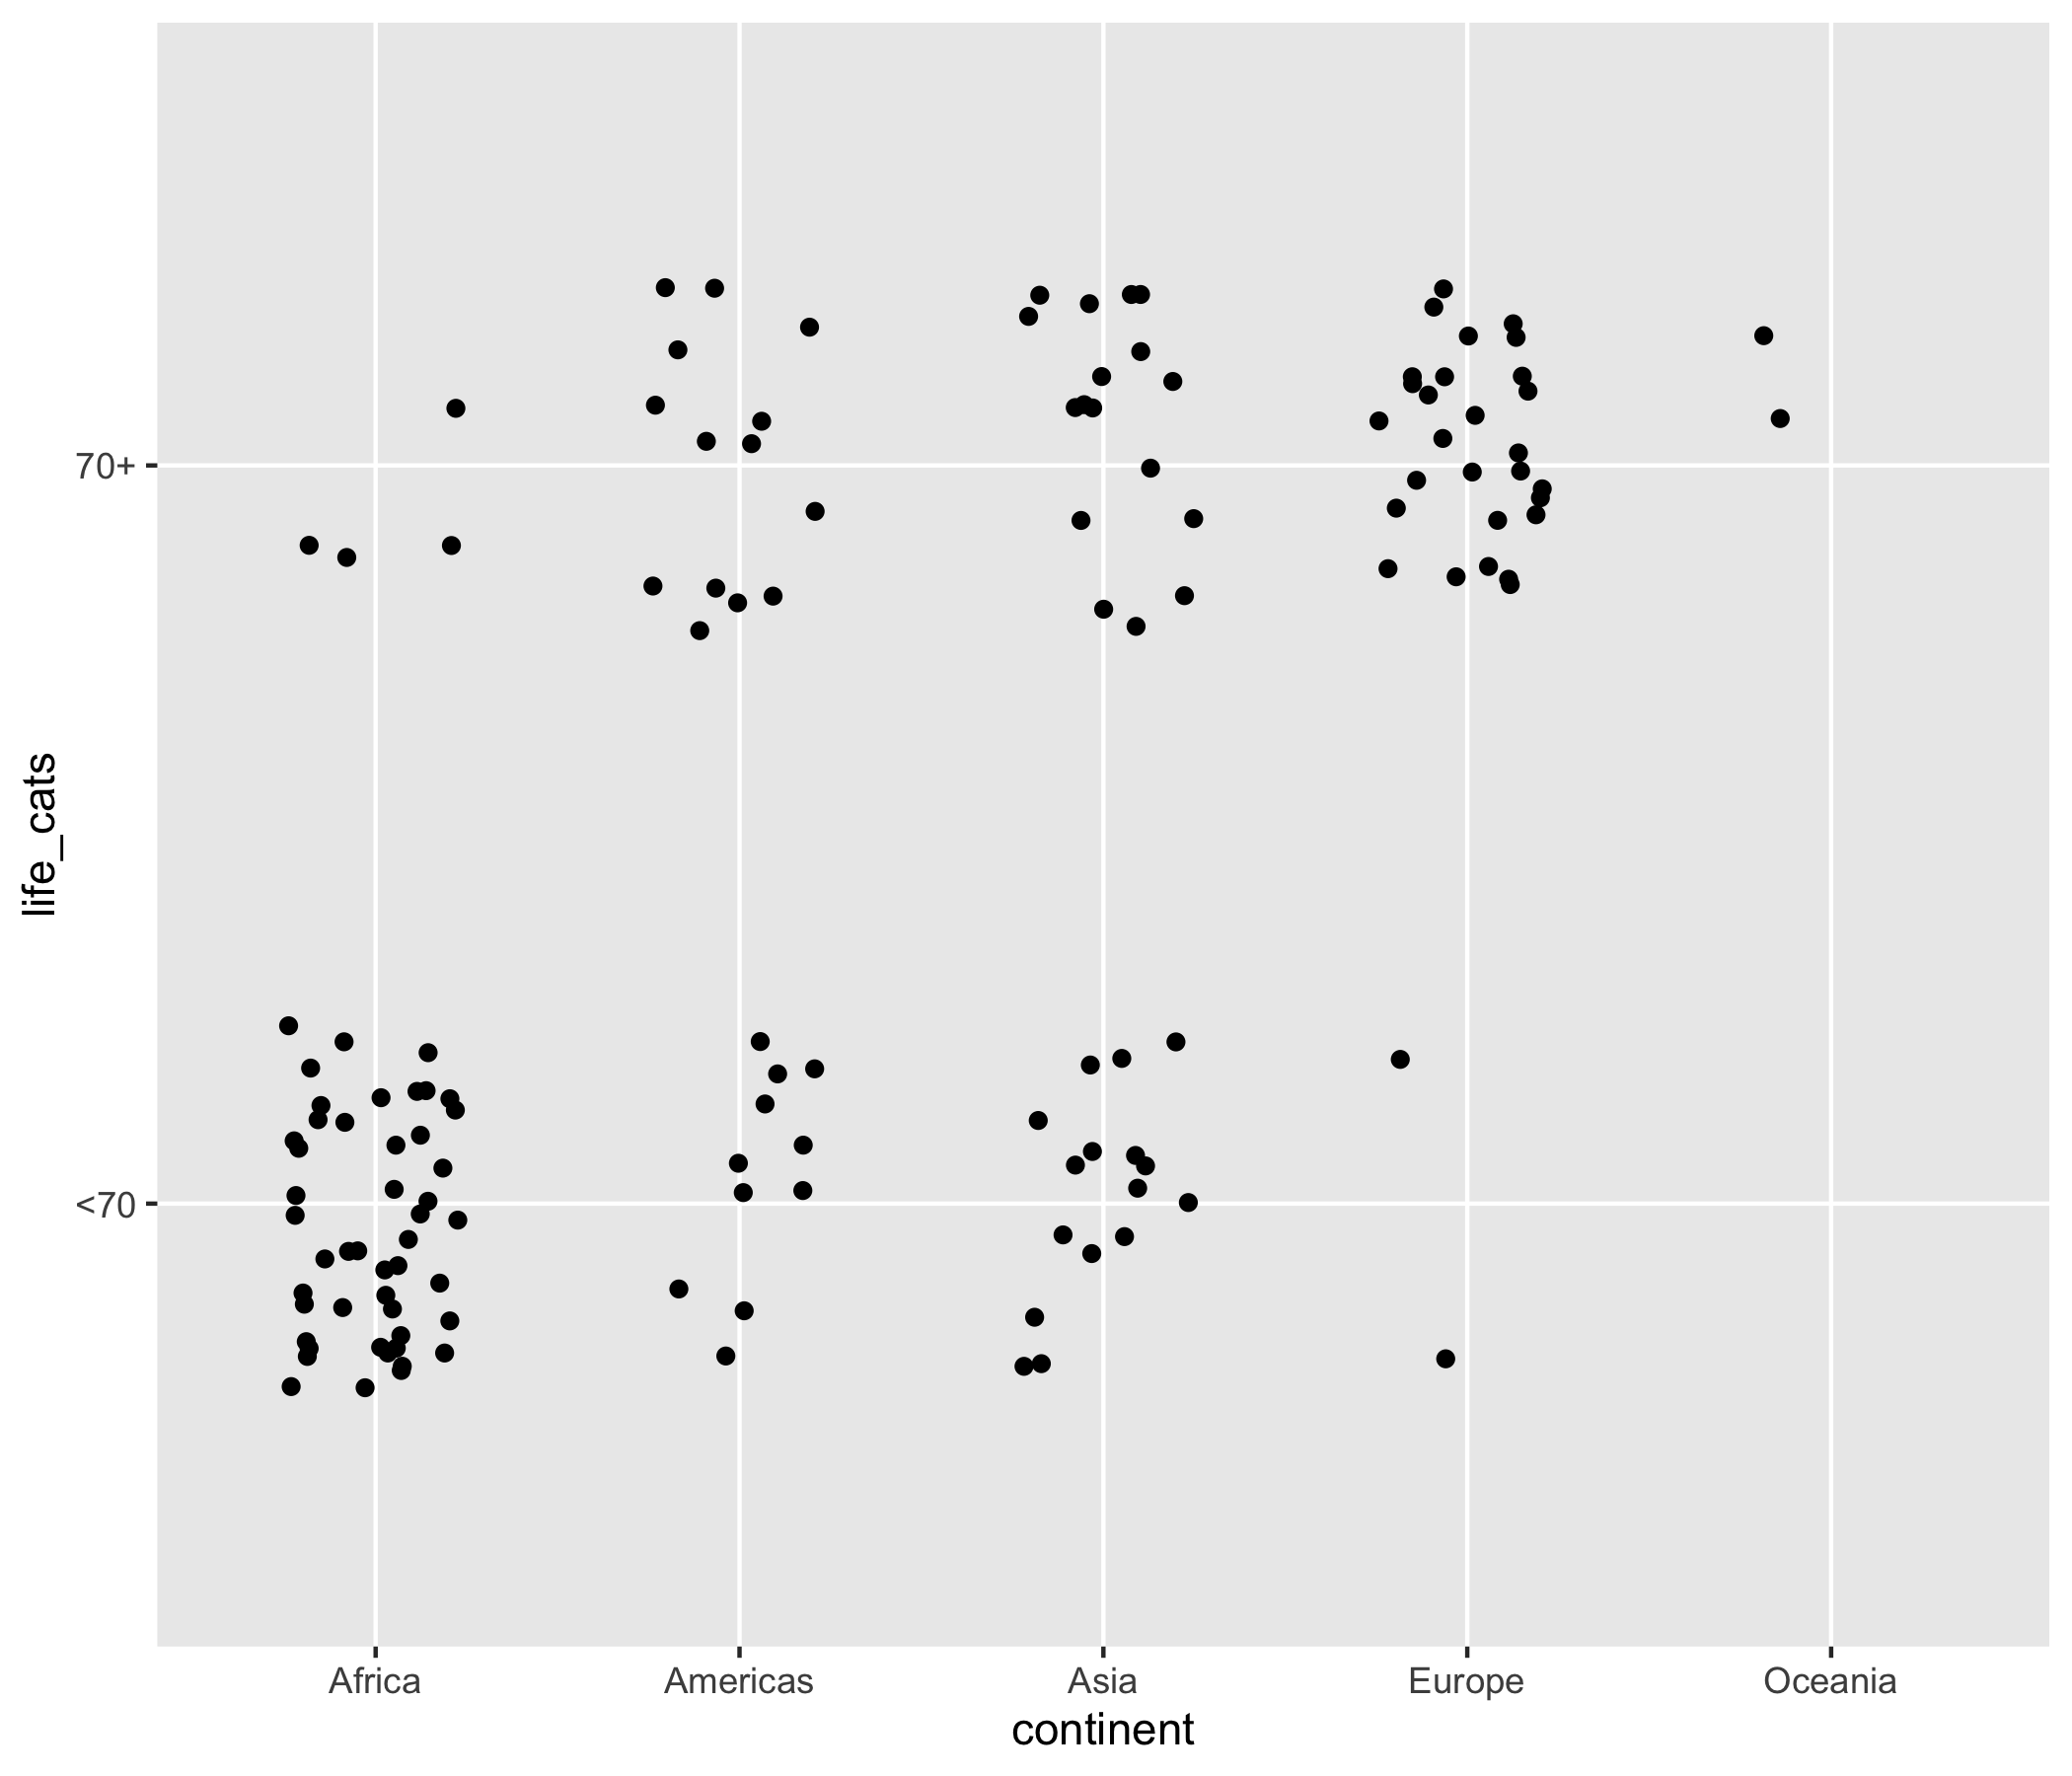 life_cats
70+
<70
Africa
Americas
Asia
Europe
Oceania
continent